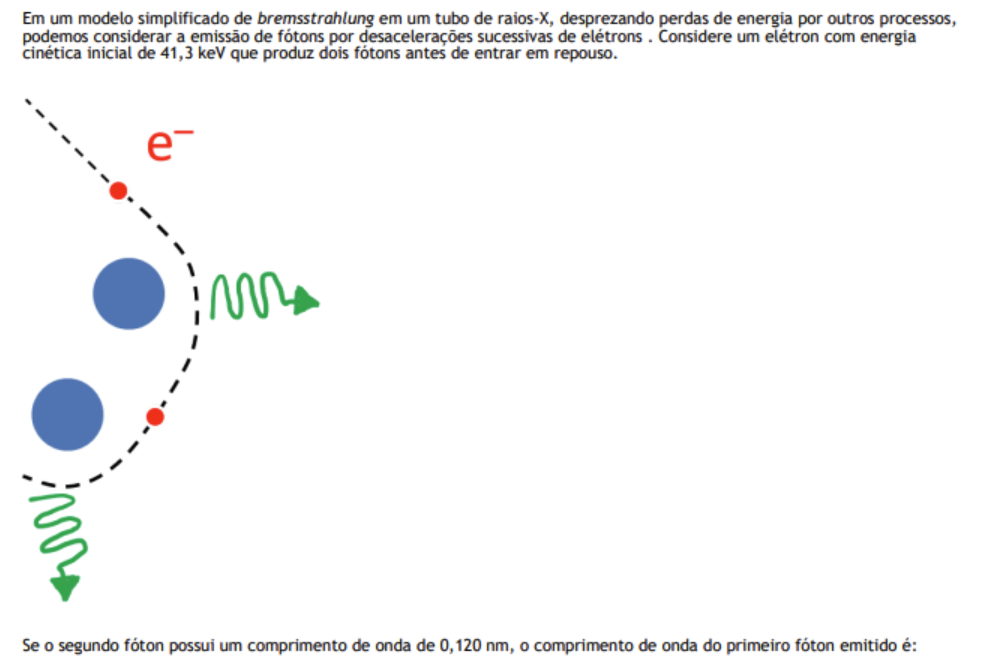 Em um modelo simplificado de bremsstrahlung em um tubo de raios-X, desprezando perdas de energia por outros processos,
podemos considerar a emissão de fótons por desacelerações sucessivas de elétrons . Considere um elétron com energia
cinética inicial de 41,3 keV que produz dois fótons antes de entrar em repouso.
e⁻
Se o segundo fóton possui um comprimento de onda de 0,120 nm, o comprimento de onda do primeiro fóton emitido é: